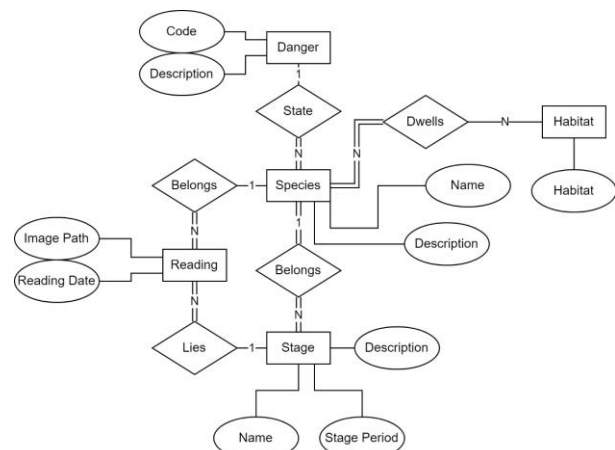 Code
Danger
Description
1
State
Dwells
N
Habitat
N
N
Belongs
1
Species
Name
Habitat
1
N
Image Path
Description
Reading
Belongs
Reading Date
N
N
Lies
1
Stage
Description
Name
Stage Period